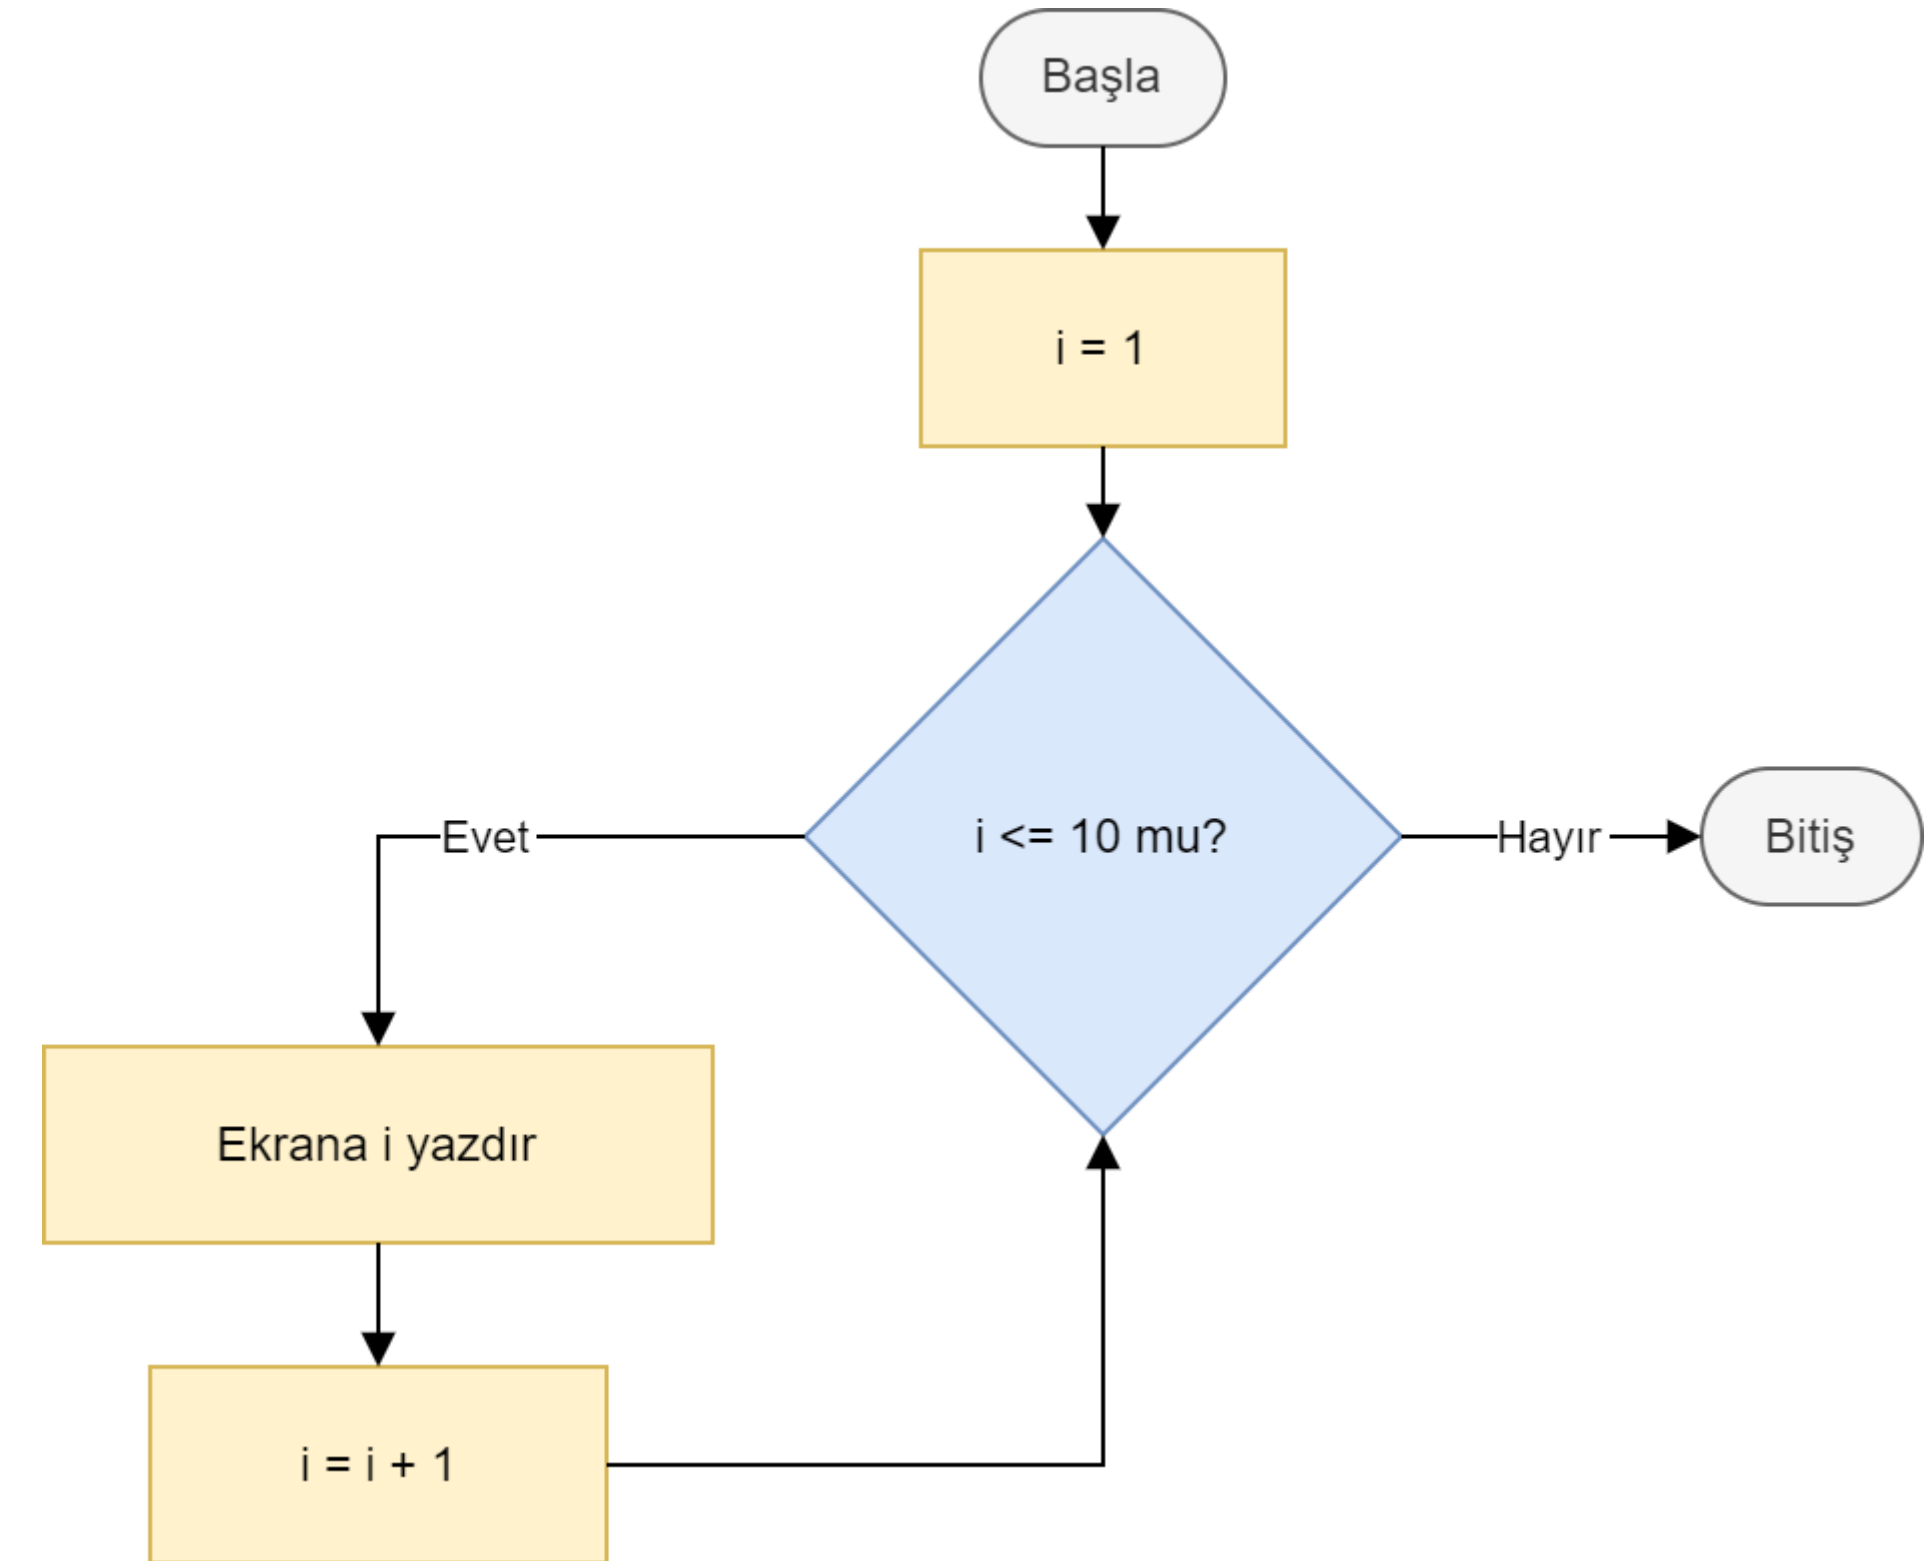 Başla
i = 1
i <= 10 mu?
Evet
Hayır
Bitiş
Ekrana i yazdır
i = i + 1